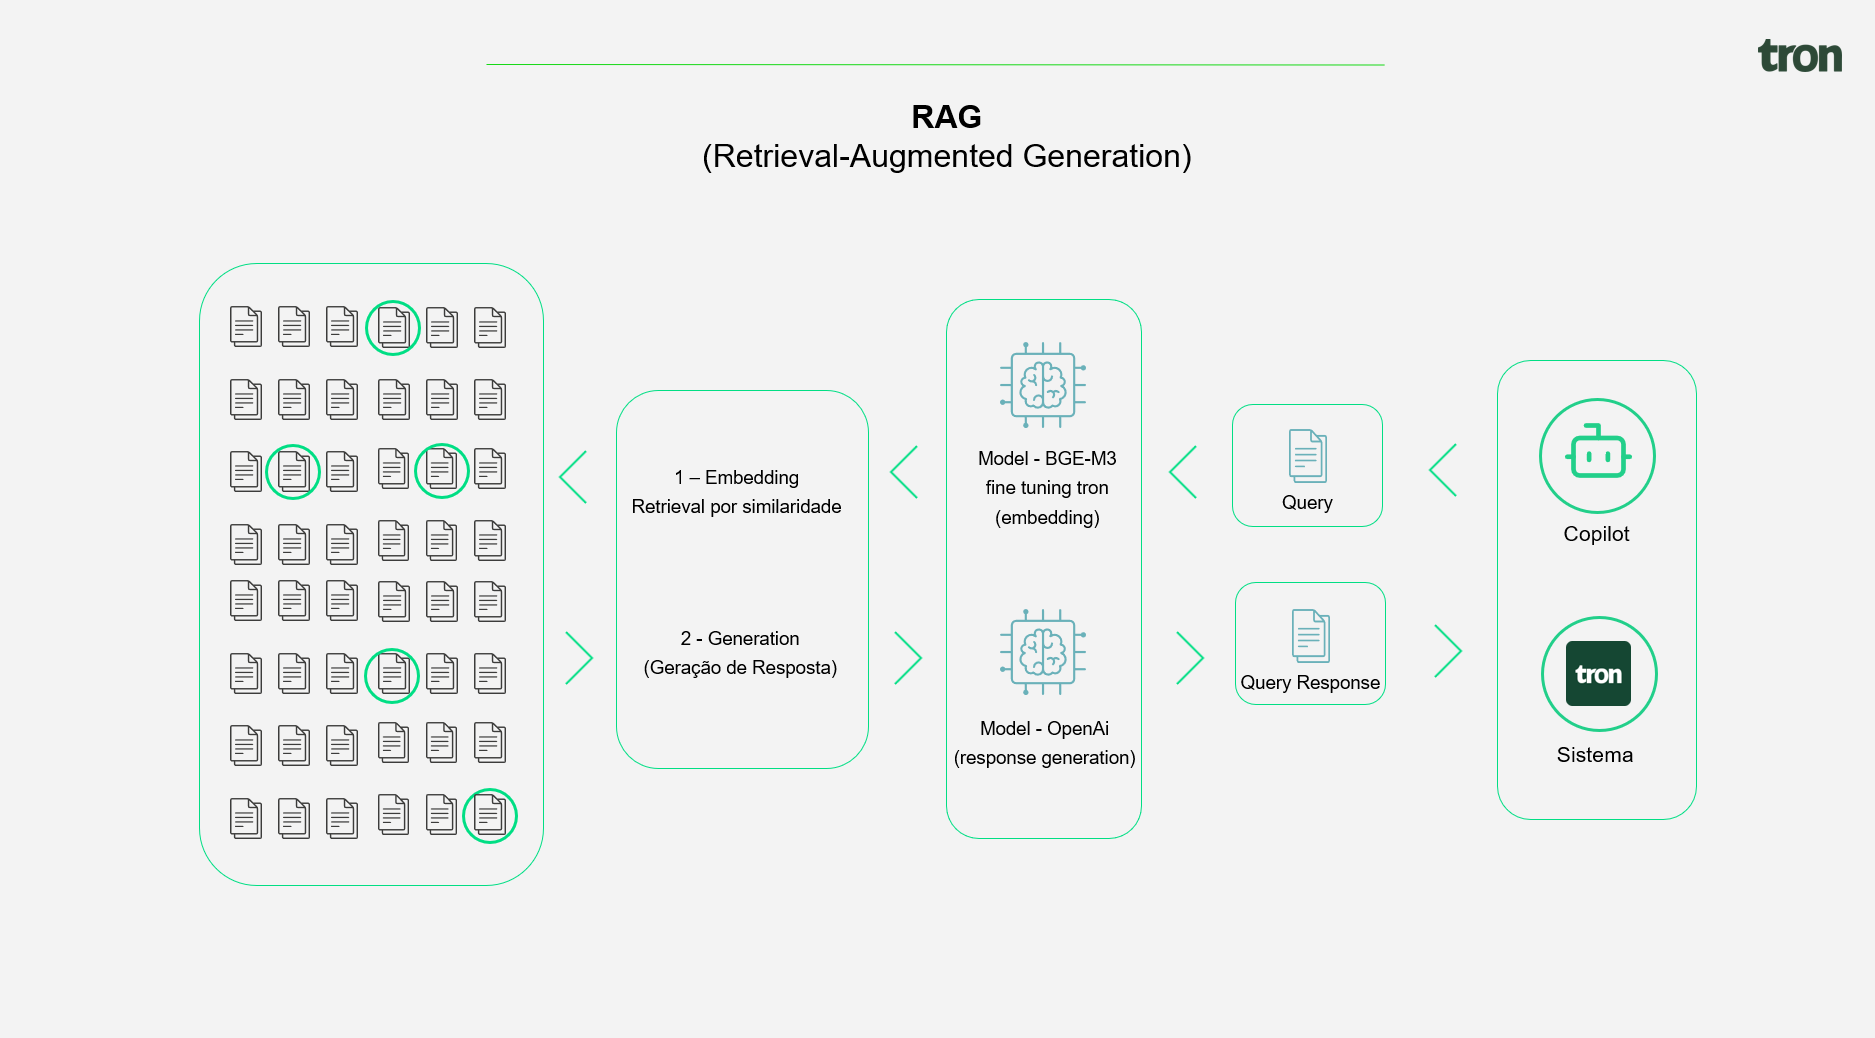 tron
RAG
(Retrieval-Augmented Generation)
1 – Embedding
Retrieval por similaridade
2 - Generation
(Geração de Resposta)
Model - BGE-M3
fine tuning tron
(embedding)
Model - OpenAi
(response generation)
Query
Query Response
Copilot
tron
Sistema